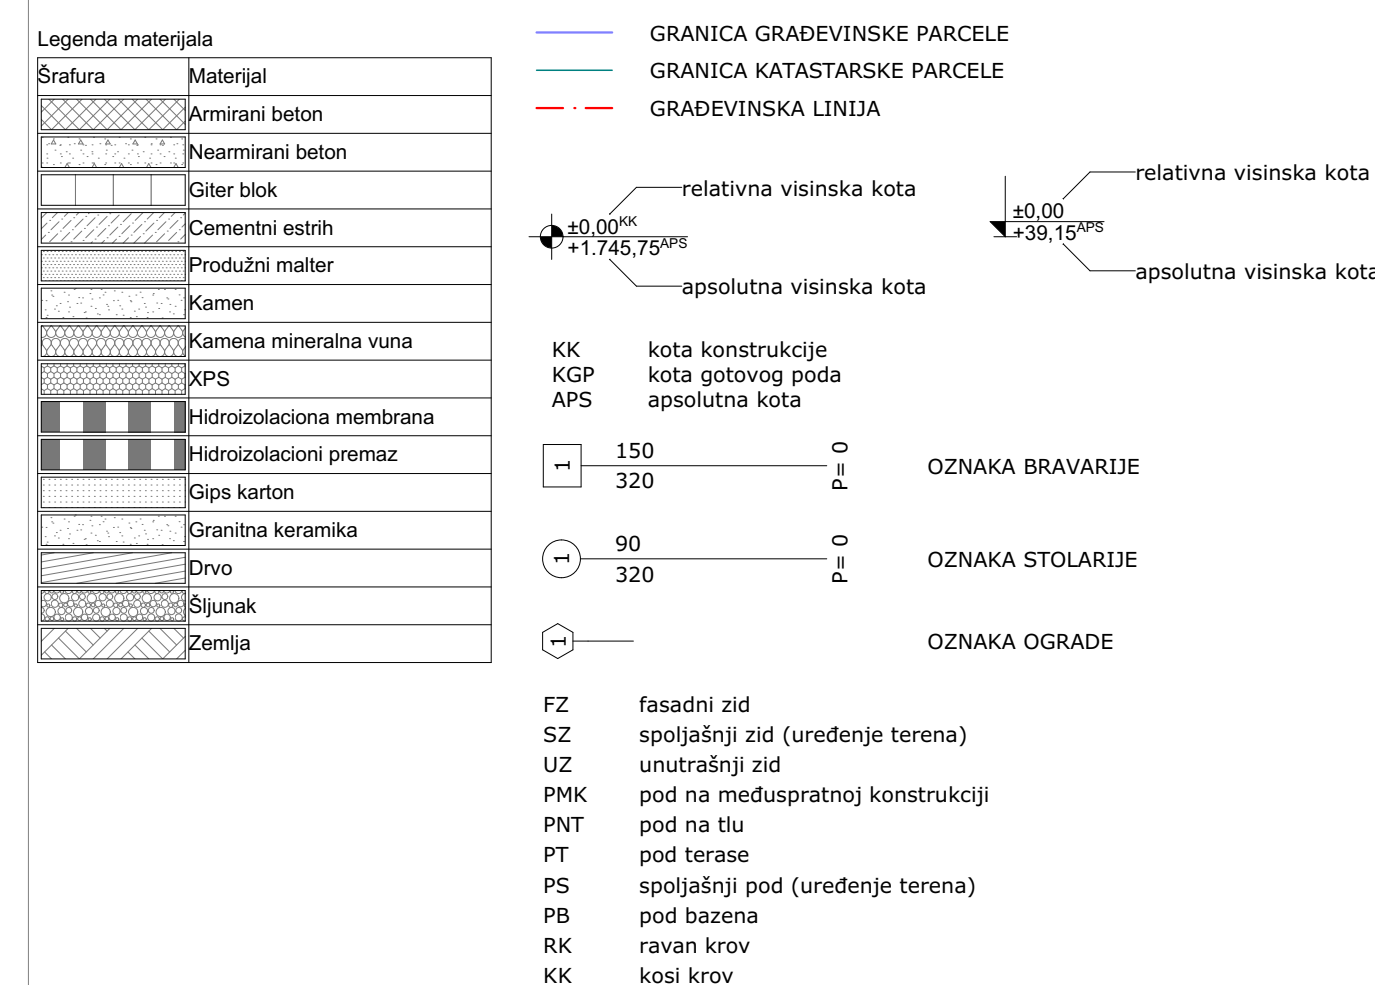 Legenda materijala
Šrafura Materijal
Armirani beton
Nearmirani beton
Giter blok
Cementni estrih
Produžni malter
Kamen
Kamena mineralna vuna
XPS
Hidroizolaciona membrana
Hidroizolacioni premaz
Gips karton
Granitna keramika
Drvo
Šljunak
Zemlja
GRANICA GRAĐEVINSKE PARCELE
GRANICA KATASTARSKE PARCELE
GRAĐEVINSKA LINIJA
relativna visinska kota
±0,00KK
+1.745,75APS
apsolutna visinska kota
relativna visinska kota
±0,00
+39,15APS
apsolutna visinska kota
KK kota konstrukcije
KGP kota gotovog poda
APS apsolutna kota
1 150 P= 0 OZNAKA BRAVARIJE
320
1 90 P= 0 OZNAKA STOLARIJE
320
1 OZNAKA OGRADE
FZ fasadni zid
SZ spoljašnji zid (uređenje terena)
UZ unutrašnji zid
PMK pod na međuspratnoj konstrukciji
PNT pod na tlu
PT pod terase
PS spoljašnji pod (uređenje terena)
PB pod bazena
RK ravan krov
KK kosi krov